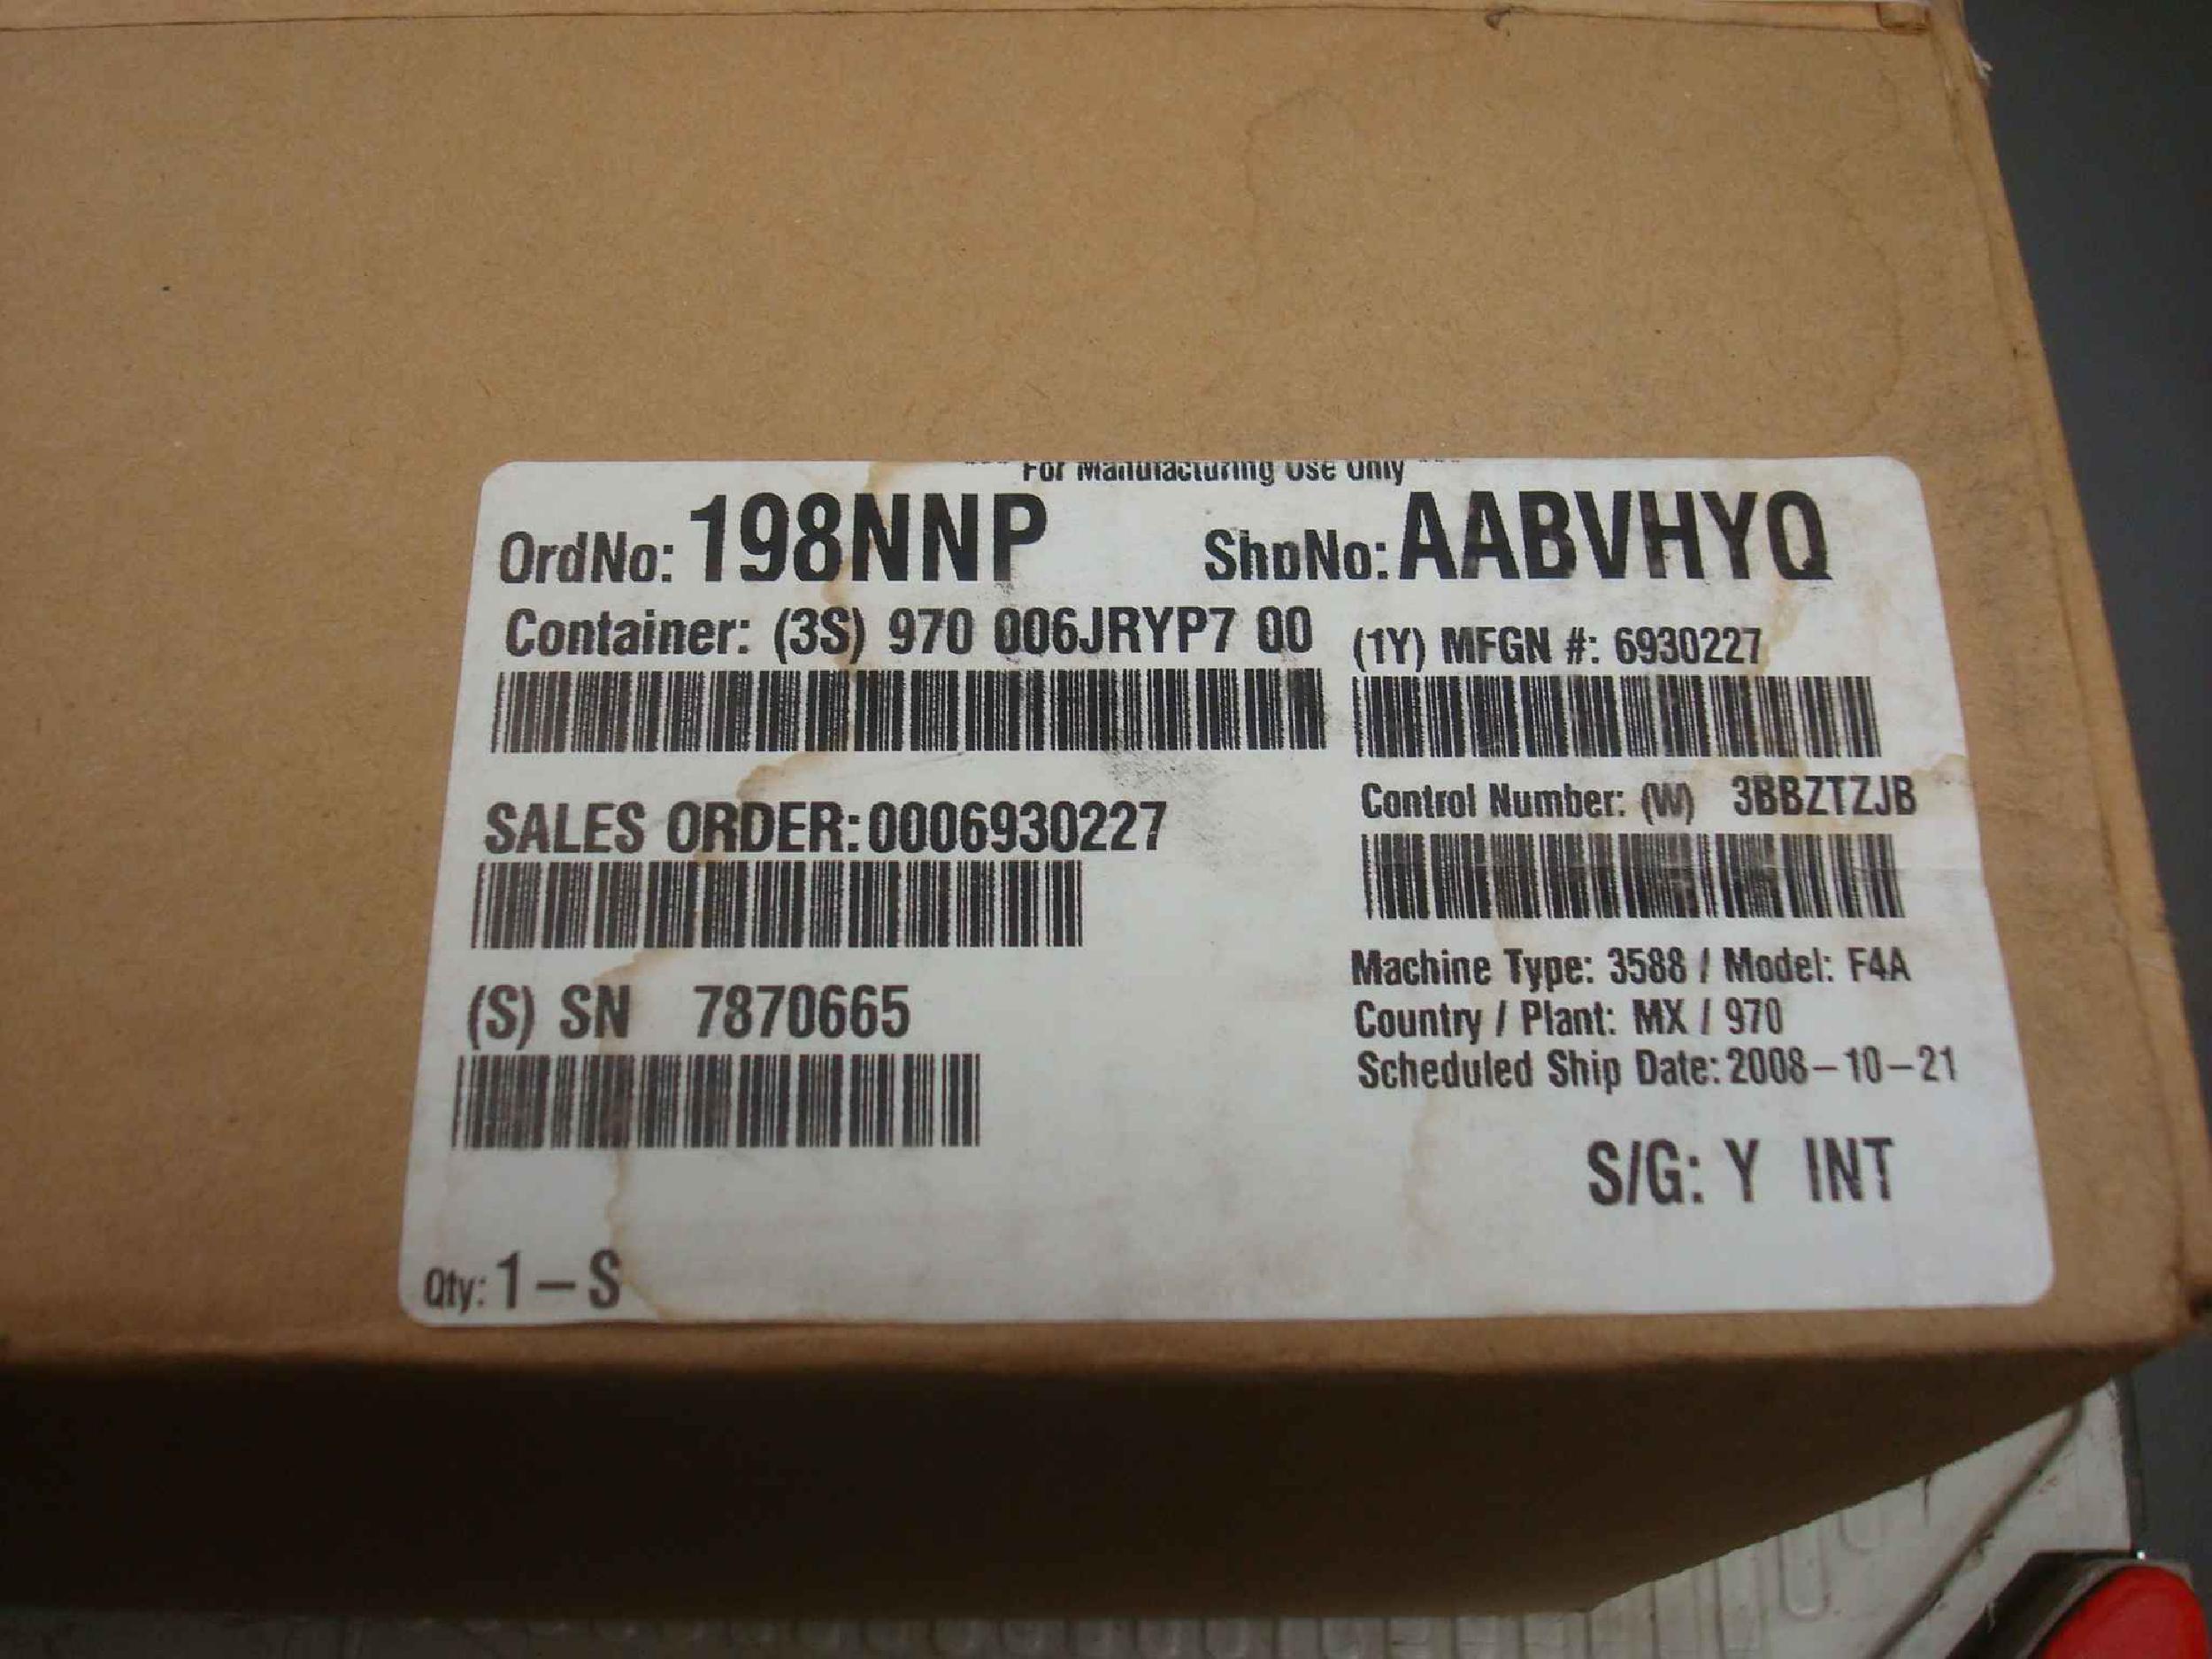 *** For Manufacturing Use Only ***
OrdNo: 198NNP ShpNo: AABVHYQ
Container: (3S) 970 006JRYP7 00
(1Y) MFGN #: 6930227
SALES ORDER:0006930227
Control Number: (W) 3BBZTZJB
(S) SN 7870665
Machine Type: 3588 / Model: F4A
Country / Plant: MX / 970
Scheduled Ship Date: 2008-10-21
S/G: Y INT
Qty: 1-S